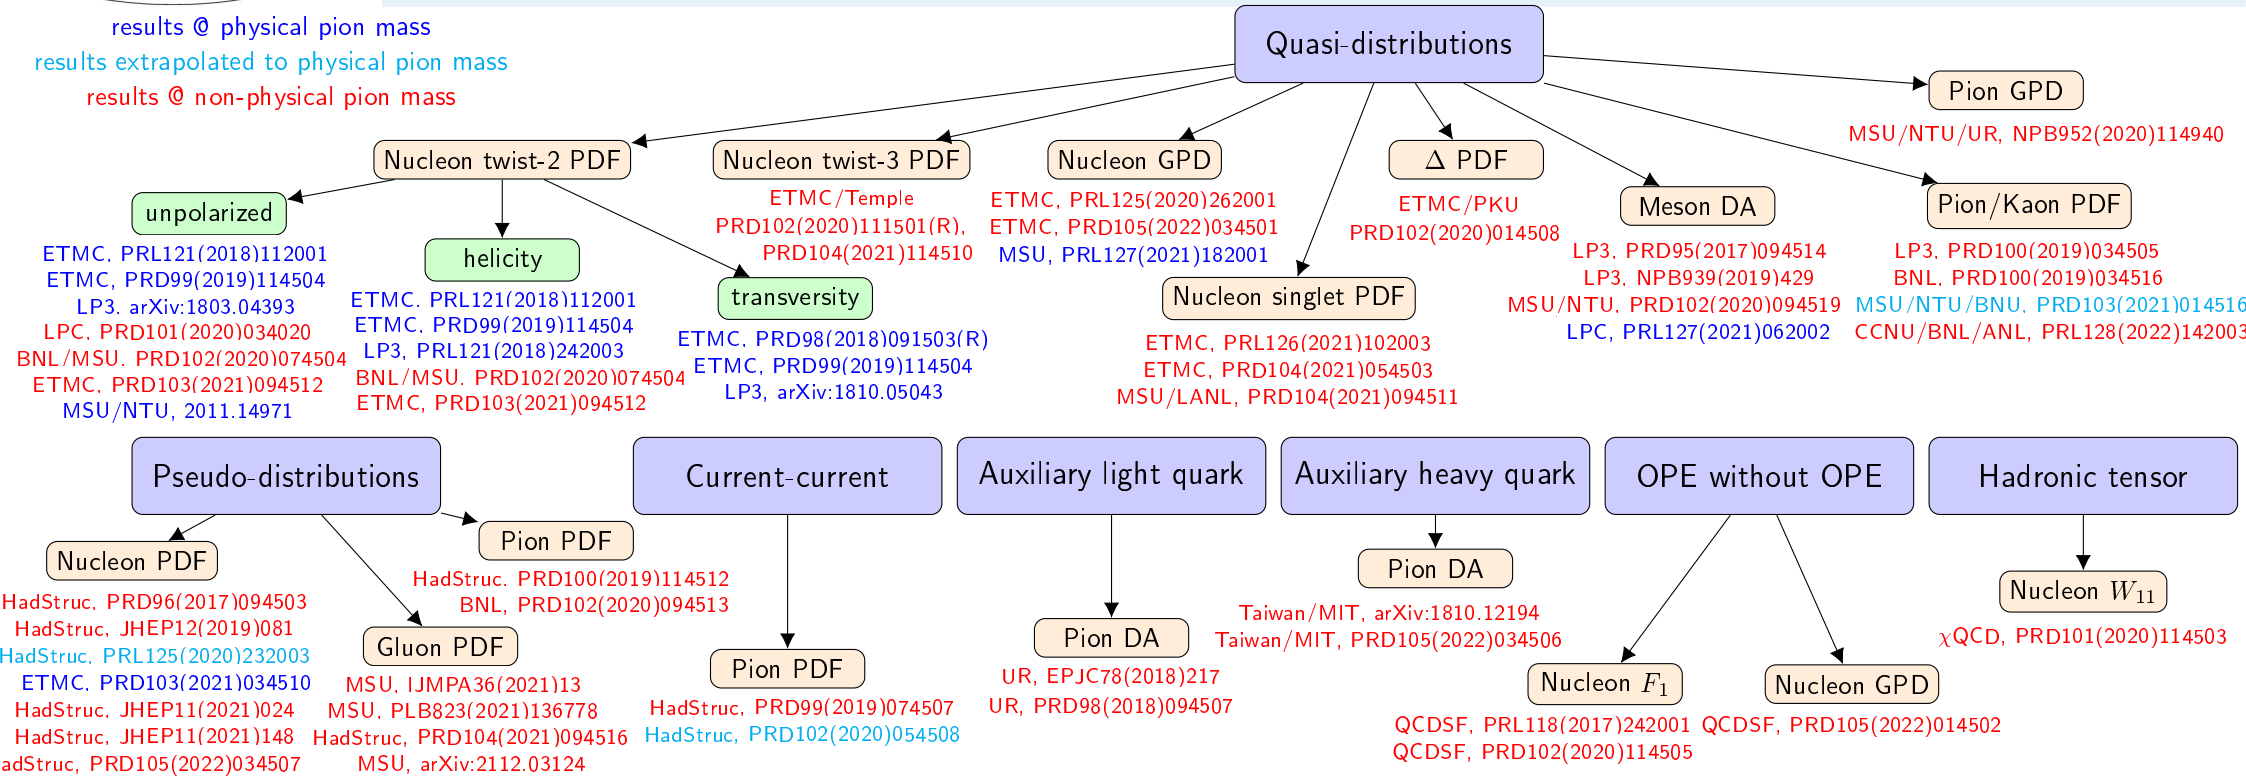 results @ physical pion mass
results extrapolated to physical pion mass
results @ non-physical pion mass
Quasi-distributions
Pion GPD
MSU/NTU/UR, NPB952(2020)114940
Nucleon twist-2 PDF
Nucleon twist-3 PDF
ETMC/Temple
PRD102(2020)111501(R),
PRD104(2021)114510
Nucleon GPD
ETMC, PRL125(2020)262001
ETMC, PRD105(2022)034501
MSU, PRL127(2021)182001
Δ PDF
ETMC/PKU
PRD102(2020)014508
Meson DA
LP3, PRD95(2017)094514
LP3, NPB939(2019)429
MSU/NTU, PRD102(2020)094519
LPC, PRL127(2021)062002
Pion/Kaon PDF
LP3, PRD100(2019)034505
BNL, PRD100(2019)034516
MSU/NTU/BNU, PRD103(2021)014516
CCNU/BNL/ANL, PRL128(2022)142003
unpolarized
ETMC, PRL121(2018)112001
ETMC, PRD99(2019)114504
LP3, arXiv:1803.04393
LPC, PRD101(2020)034020
BNL/MSU, PRD102(2020)074504
ETMC, PRD103(2021)094512
MSU/NTU, 2011.14971
helicity
ETMC, PRL121(2018)112001
ETMC, PRD99(2019)114504
LP3, PRL121(2018)242003
BNL/MSU, PRD102(2020)074504
ETMC, PRD103(2021)094512
transversity
ETMC, PRD98(2018)091503(R)
ETMC, PRD99(2019)114504
LP3, arXiv:1810.05043
Nucleon singlet PDF
ETMC, PRL126(2021)102003
ETMC, PRD104(2021)054503
MSU/LANL, PRD104(2021)094511
Pseudo-distributions
Current-current
Auxiliary light quark
Auxiliary heavy quark
OPE without OPE
Hadronic tensor
Nucleon PDF
HadStruc, PRD96(2017)094503
HadStruc, JHEP12(2019)081
HadStruc, PRL125(2020)232003
ETMC, PRD103(2021)034510
HadStruc, JHEP11(2021)024
HadStruc, JHEP11(2021)148
adStruc, PRD105(2022)034507
Pion PDF
HadStruc, PRD100(2019)114512
BNL, PRD102(2020)094513
Gluon PDF
MSU, IJMPA36(2021)13
MSU, PLB823(2021)136778
HadStruc, PRD104(2021)094516
MSU, arXiv:2112.03124
Pion PDF
HadStruc, PRD99(2019)074507
HadStruc, PRD102(2020)054508
Pion DA
UR, EPJC78(2018)217
UR, PRD98(2018)094507
Pion DA
Taiwan/MIT, arXiv:1810.12194
Taiwan/MIT, PRD105(2022)034506
Nucleon F₁
QCDSF, PRL118(2017)242001
QCDSF, PRD102(2020)114505
Nucleon GPD
QCDSF, PRD105(2022)014502
Nucleon W₁₁
χQCD, PRD101(2020)114503